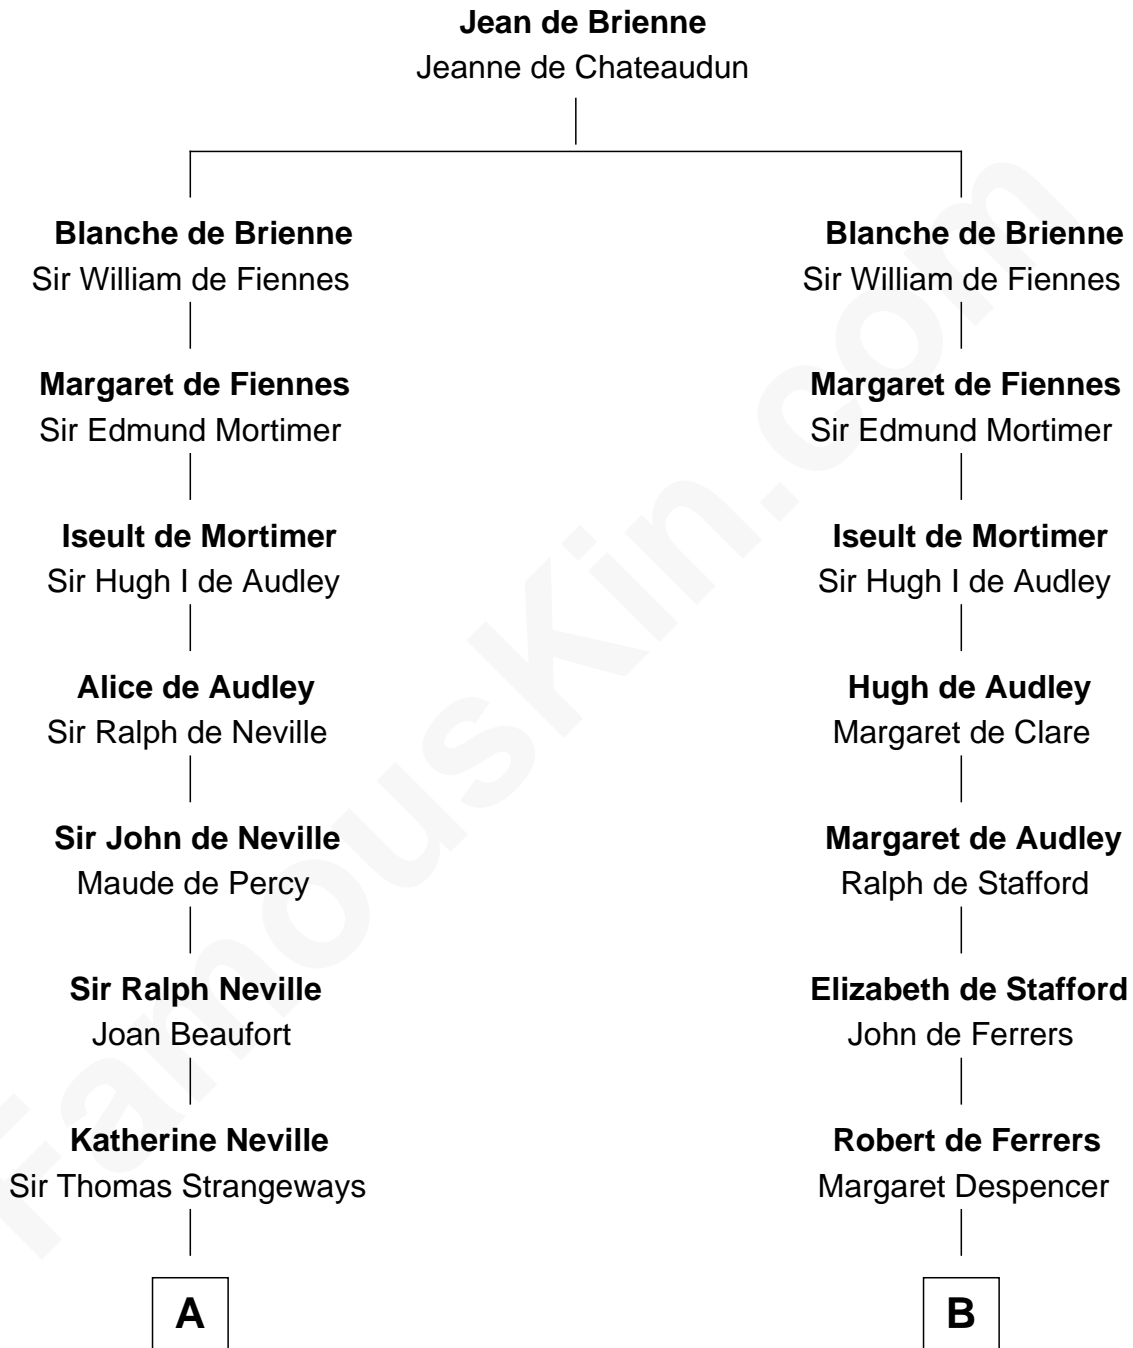 Jean de Brienne
Jeanne de Chateaudun
Blanche de Brienne
Sir William de Fiennes
Margaret de Fiennes
Sir Edmund Mortimer
Iseult de Mortimer
Sir Hugh I de Audley
Alice de Audley
Sir Ralph de Neville
Sir John de Neville
Maude de Percy
Sir Ralph Neville
Joan Beaufort
Katherine Neville
Sir Thomas Strangeways
A
Blanche de Brienne
Sir William de Fiennes
Margaret de Fiennes
Sir Edmund Mortimer
Iseult de Mortimer
Sir Hugh I de Audley
Hugh de Audley
Margaret de Clare
Margaret de Audley
Ralph de Stafford
Elizabeth de Stafford
John de Ferrers
Robert de Ferrers
Margaret Despencer
B
FamousKin.com